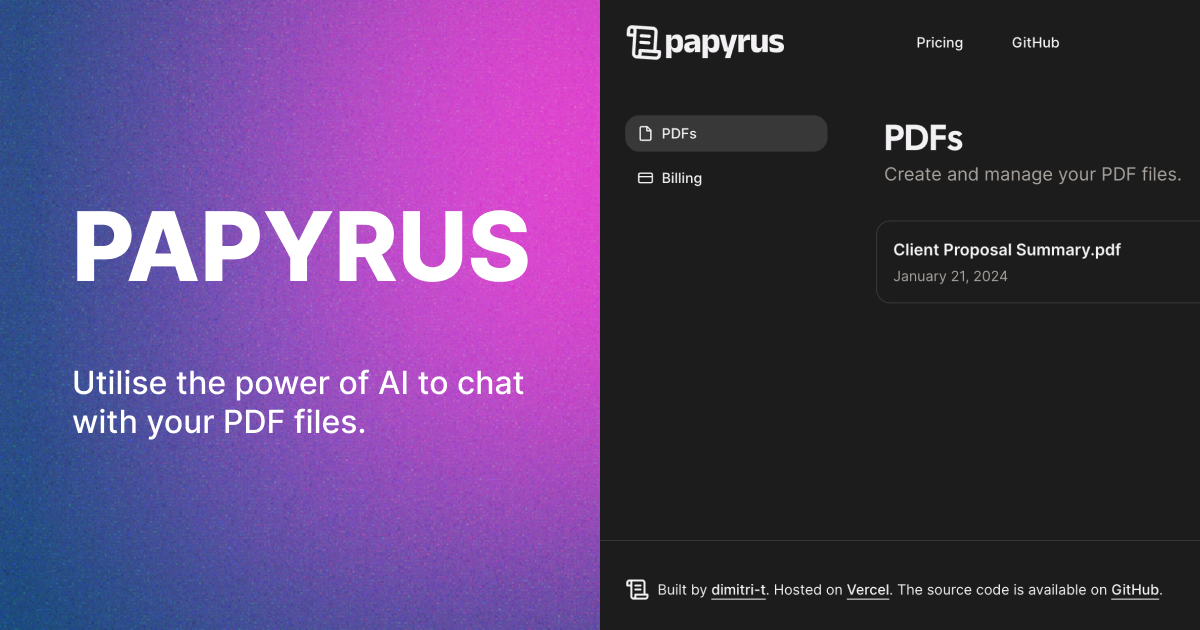 PAPYRUS
Utilise the power of AI to chat
with your PDF files.
papyrus
Pricing
GitHub
PDFs
Billing
PDFs
Create and manage your PDF files.
Client Proposal Summary.pdf
January 21, 2024
Built by dimitri-t. Hosted on Vercel. The source code is available on GitHub.